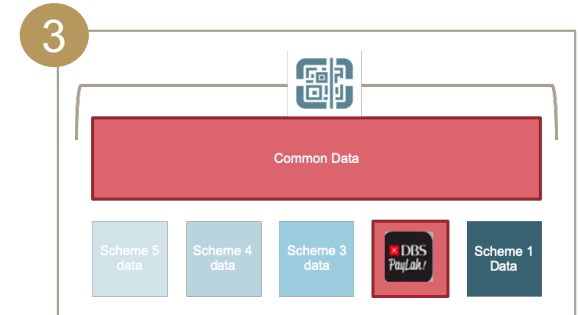 3
Common Data
Scheme 5
data
Scheme 4
data
Scheme 3
data
DBS
PayLah!
Scheme 1
Data